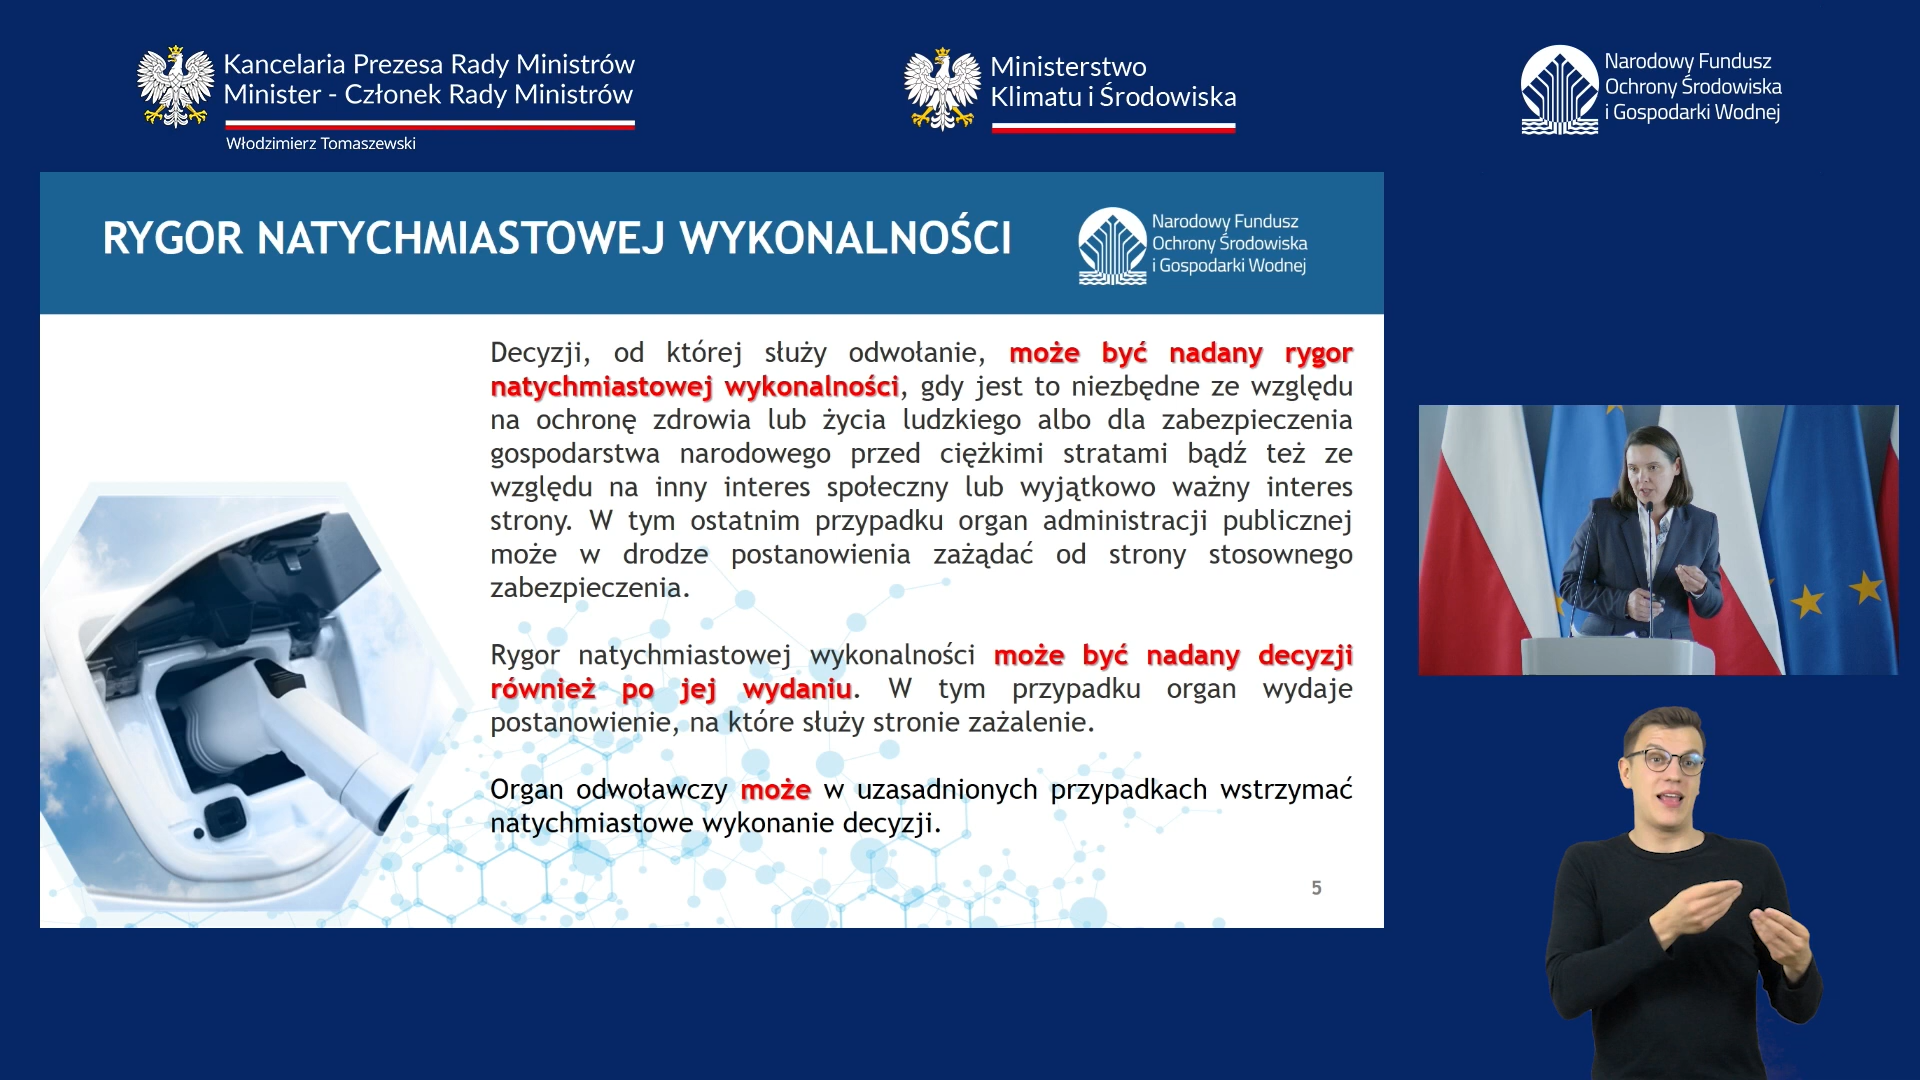 Kancelaria Prezesa Rady Ministrów
Minister - Członek Rady Ministrów
Włodzimierz Tomaszewski
Ministerstwo
Klimatu i Środowiska
Narodowy Fundusz
Ochrony Środowiska
i Gospodarki Wodnej
RYGOR NATYCHMIASTOWEJ WYKONALNOŚCI
Narodowy Fundusz
Ochrony Środowiska
i Gospodarki Wodnej
Decyzji, od której służy odwołanie, może być nadany rygor
natychmiastowej wykonalności, gdy jest to niezbędne ze względu
na ochronę zdrowia lub życia ludzkiego albo dla zabezpieczenia
gospodarstwa narodowego przed ciężkimi stratami bądź też ze
względu na inny interes społeczny lub wyjątkowo ważny interes
strony. W tym ostatnim przypadku organ administracji publicznej
może w drodze postanowienia zażądać od strony stosownego
zabezpieczenia.
Rygor natychmiastowej wykonalności może być nadany decyzji
również po jej wydaniu. W tym przypadku organ wydaje
postanowienie, na które służy stronie zażalenie.
Organ odwoławczy może w uzasadnionych przypadkach wstrzymać
natychmiastowe wykonanie decyzji.
5